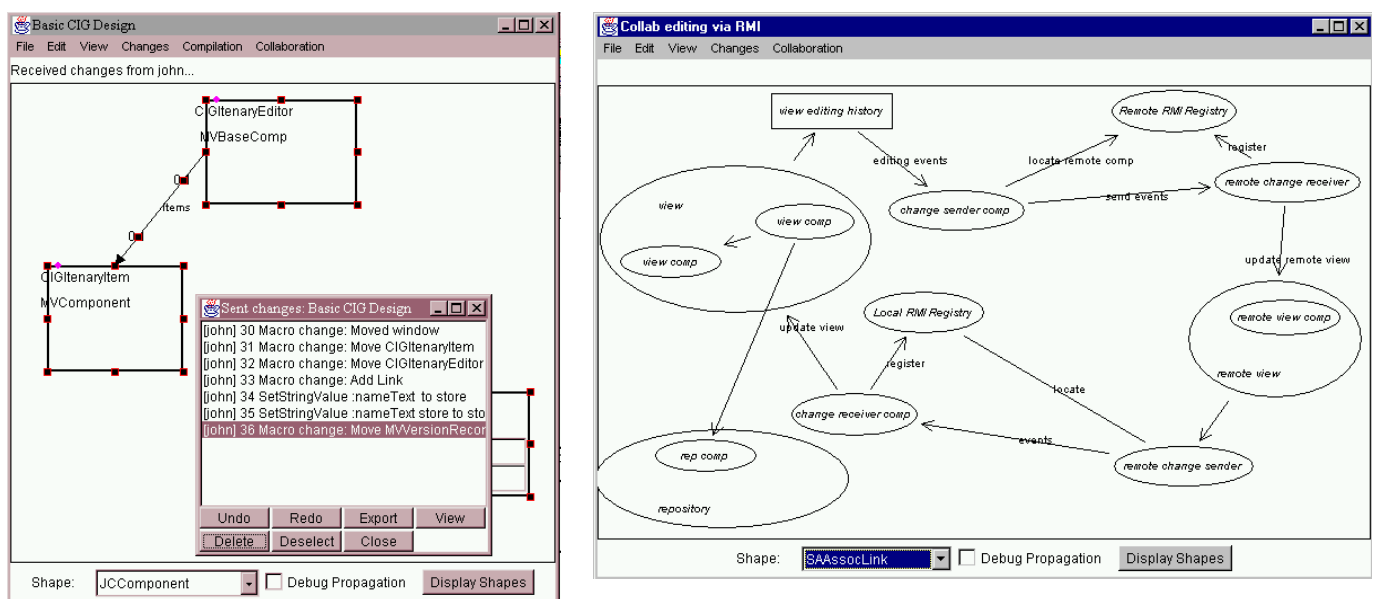 Basic CIG Design
File Edit View Changes Compilation Collaboration
Received changes from john...
CIGItenaryEditor
MVBaseComp
0
Items
0
CIGItenaryItem
MVComponent
Sent changes: Basic CIG Design
[john] 30 Macro change: Moved window
[john] 31 Macro change: Move CIGItenaryItem
[john] 32 Macro change: Move CIGItenaryEditor
[john] 33 Macro change: Add Link
[john] 34 SetStringValue :nameText to store
[john] 35 SetStringValue :nameText store to sto
[john] 36 Macro change: Move MVVersionRecor
Undo Redo Export View
Delete Deselect Close
Shape: JCComponent Debug Propagation Display Shapes
Collab editing via RMI
File Edit View Changes Collaboration
view editing history
Remote RMI Registry
editing events
locate remote comp
register
remote change receiver
view
view comp
change sender comp
send events
view comp
update remote view
Local RMI Registry
remote view comp
update view
register
remote view
locate
change receiver comp
events
rep comp
remote change sender
repository
Shape: SAAssocLink Debug Propagation Display Shapes